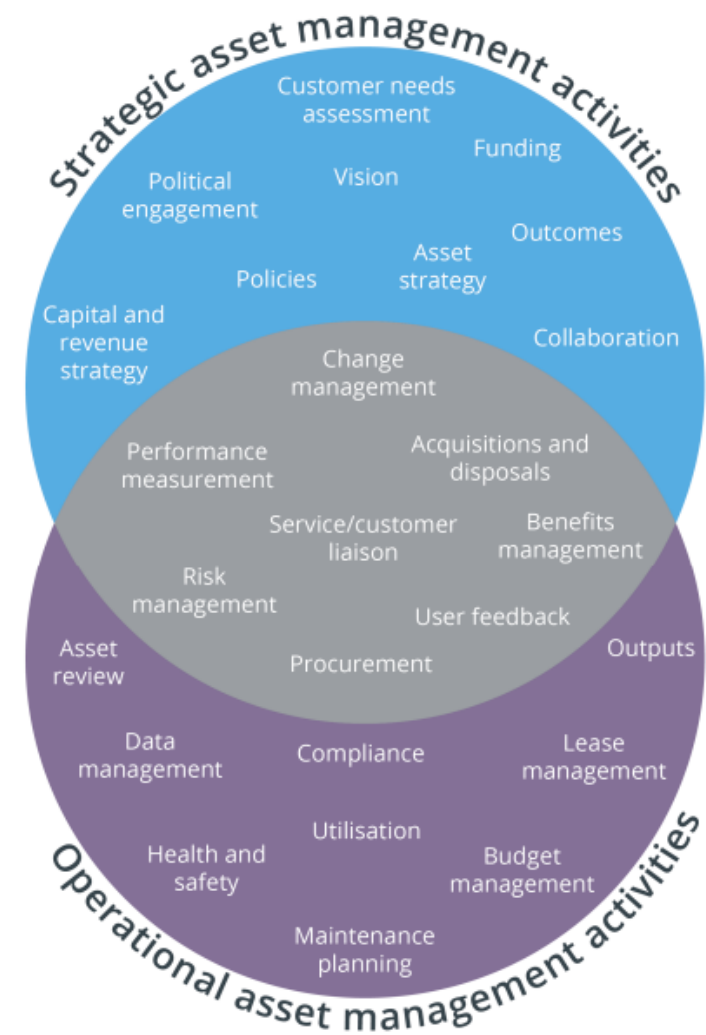 Strategic asset management activities
Customer needs
assessment
Funding
Vision
Political
engagement
Outcomes
Asset
strategy
Policies
Capital and
revenue
strategy
Collaboration
Change
management
Performance
measurement
Acquisitions and
disposals
Service/customer
liaison
Benefits
management
Risk
management
User feedback
Procurement
Asset
review
Outputs
Data
management
Compliance
Lease
management
Utilisation
Health and
safety
Budget
management
Maintenance
planning
Operational asset management activities